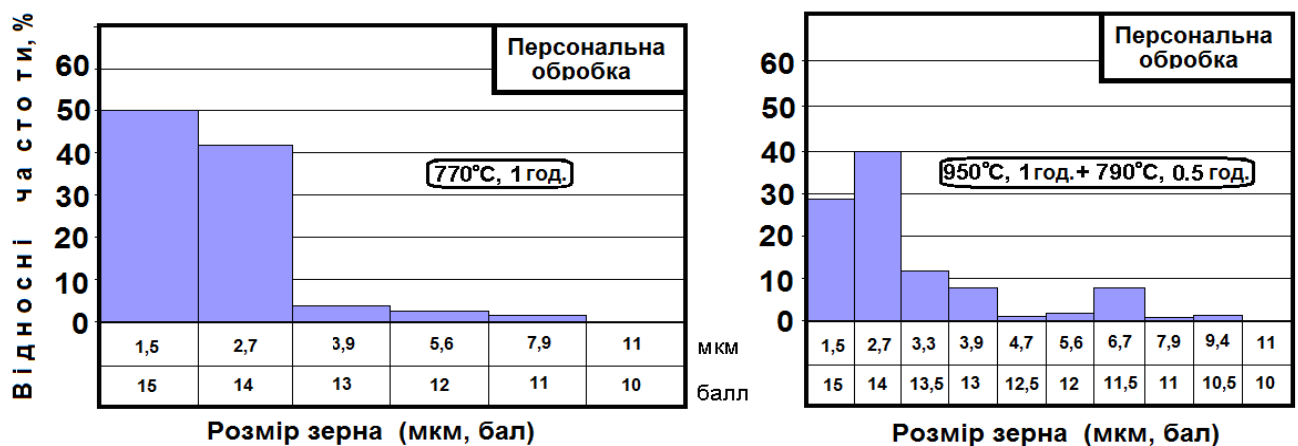 Відносні частоти, %
60
50
40
30
20
10
0
Персональна
обробка
770°С, 1 год.
1,5 2,7 3,9 5,6 7,9 11 мкм
15 14 13 12 11 10 балл
Розмір зерна (мкм, бал)
60
50
40
30
20
10
0
Персональна
обробка
950°С, 1 год.+ 790°С, 0.5 год.
1,5 2,7 3,3 3,9 4,7 5,6 6,7 7,9 9,4 11
15 14 13,5 13 12,5 12 11,5 11 10,5 10
Розмір зерна (мкм, бал)